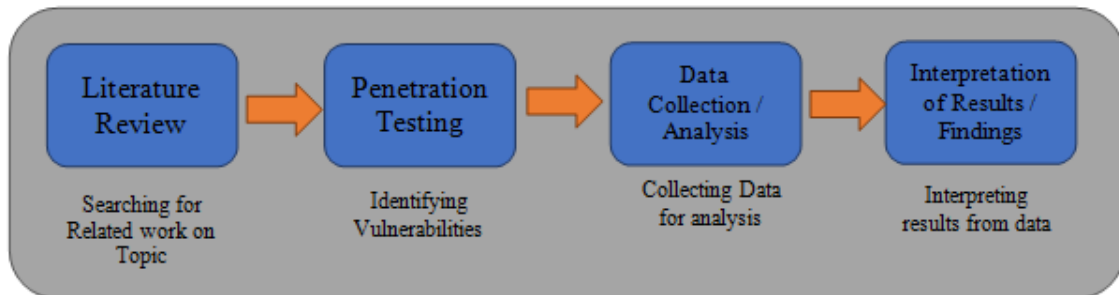 Literature
Review
Penetration
Testing
Data
Collection /
Analysis
Interpretation
of Results /
Findings
Searching for
Related work on
Topic
Identifying
Vulnerabilities
Collecting Data
for analysis
Interpreting
results from data